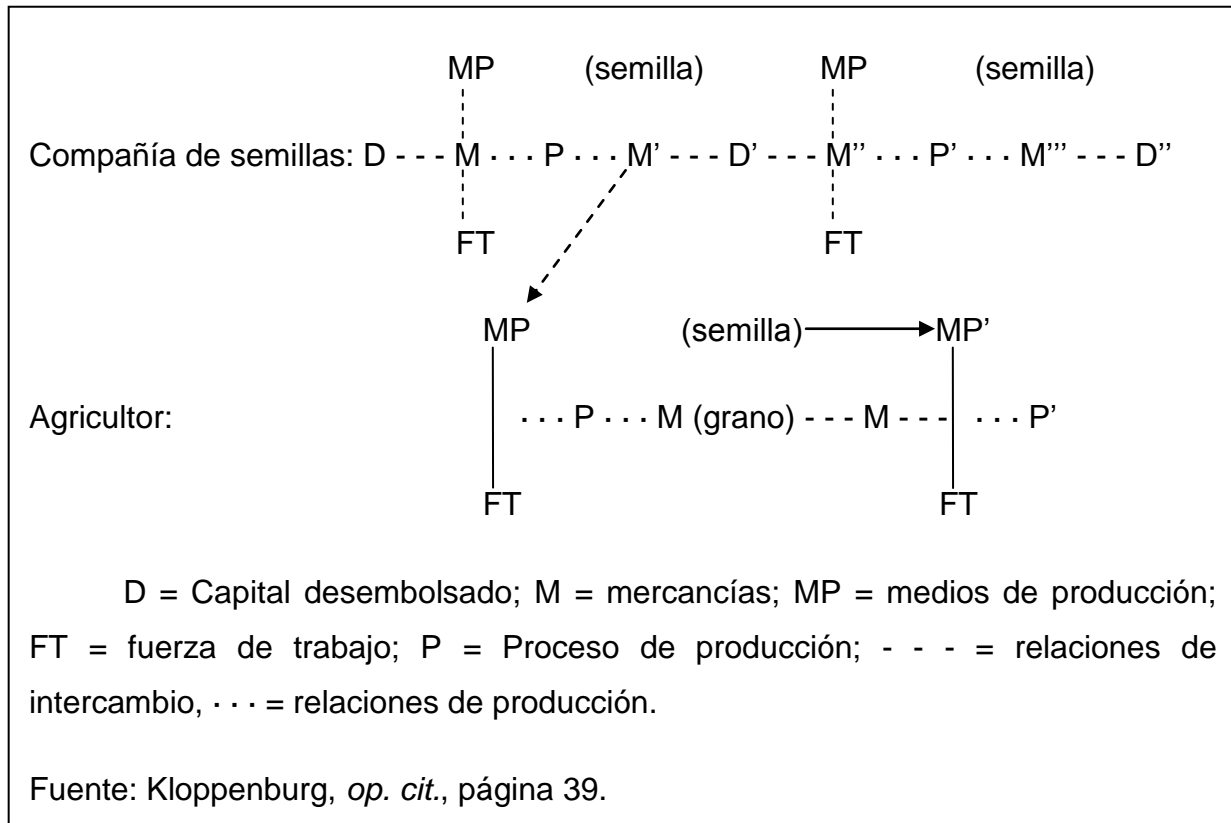 MP (semilla) MP (semilla)
Compañía de semillas: D - - - M · · · P · · · M’ - - - D’ - - - M’’ · · · P’ · · · M’’’ - - - D’’
FT FT
MP (semilla) MP’
Agricultor: · · · P · · · M (grano) - - - M - - - · · · P’
FT FT
D = Capital desembolsado; M = mercancías; MP = medios de producción;
FT = fuerza de trabajo; P = Proceso de producción; - - - = relaciones de
intercambio, · · · = relaciones de producción.
Fuente: Kloppenburg, op. cit., página 39.